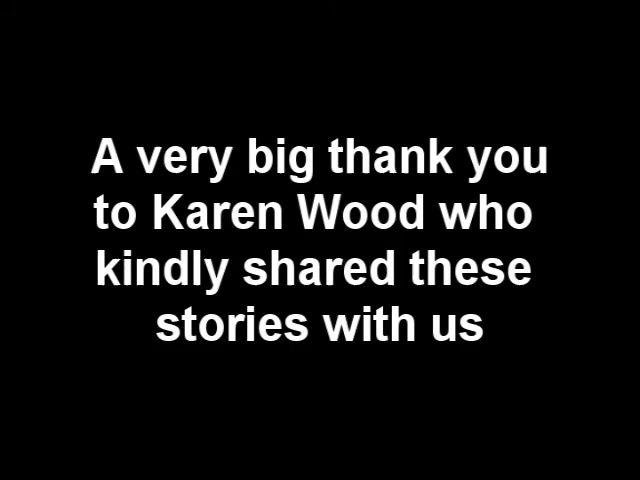 A very big thank you
to Karen Wood who
kindly shared these
stories with us